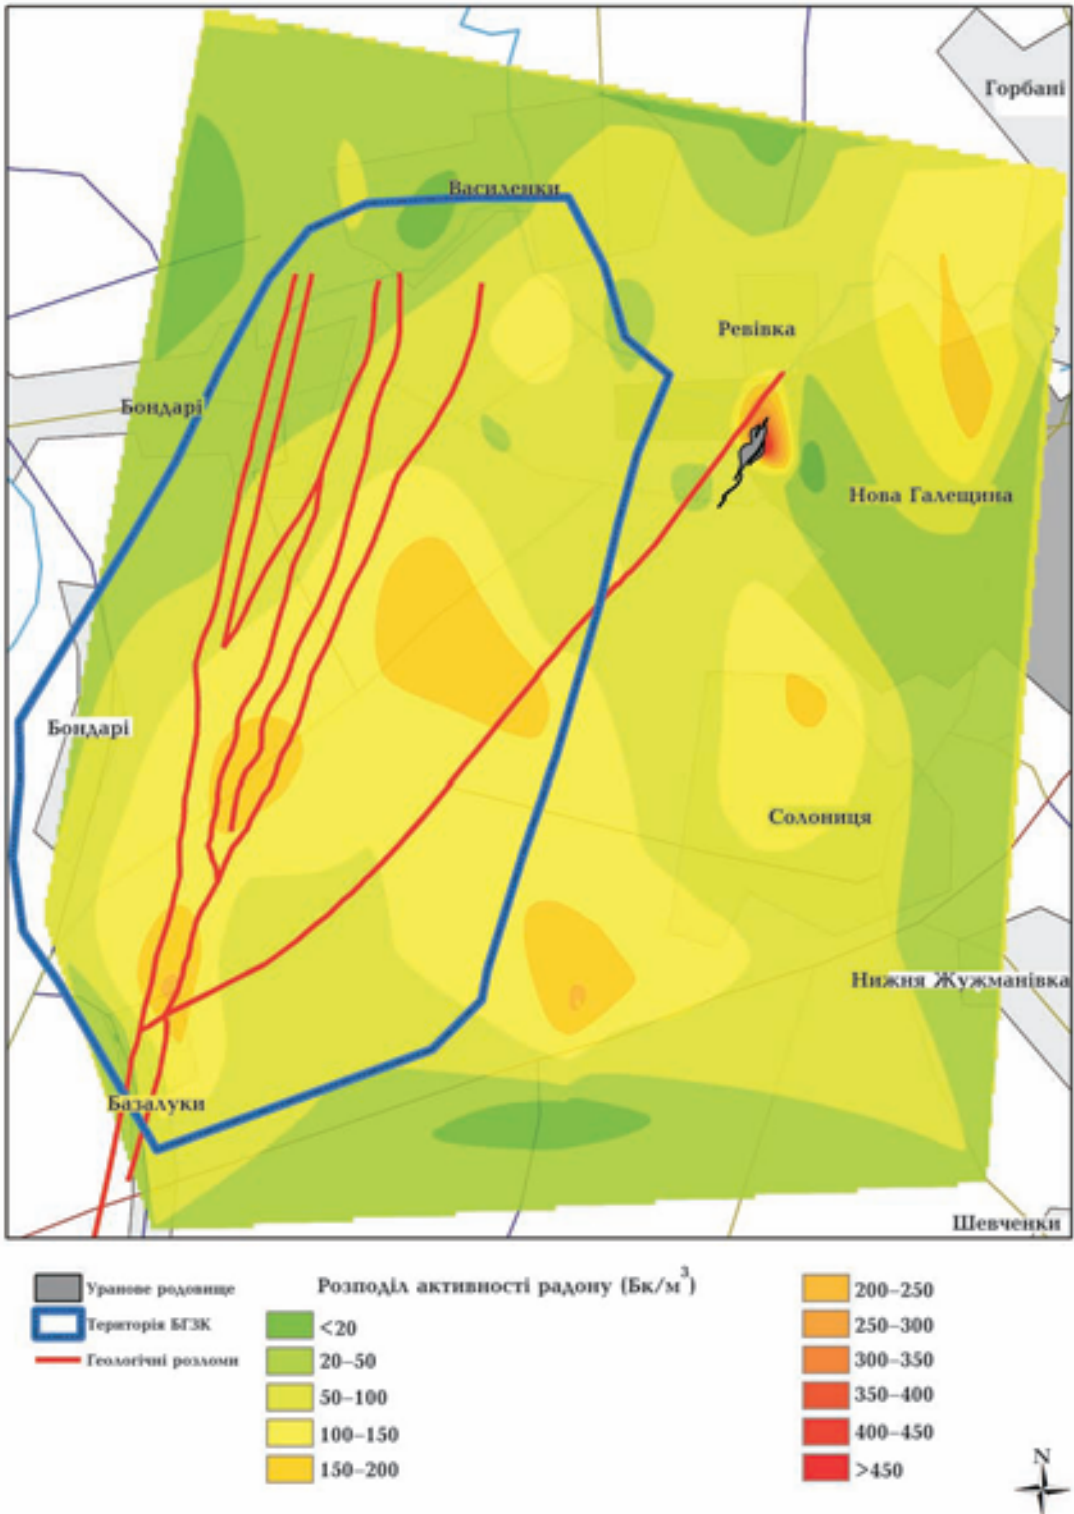 Горбані
Василенки
Ревівка
Бондарі
Нова Галещина
Бондарі
Солониця
Нижня Жужманівка
Базалуки
Шевченки
Уранове родовище
Територія БГЗК
Геологічні розломи
Розподіл активності радону (Бк/м³)
<20
20–50
50–100
100–150
150–200
200–250
250–300
300–350
350–400
400–450
>450
N